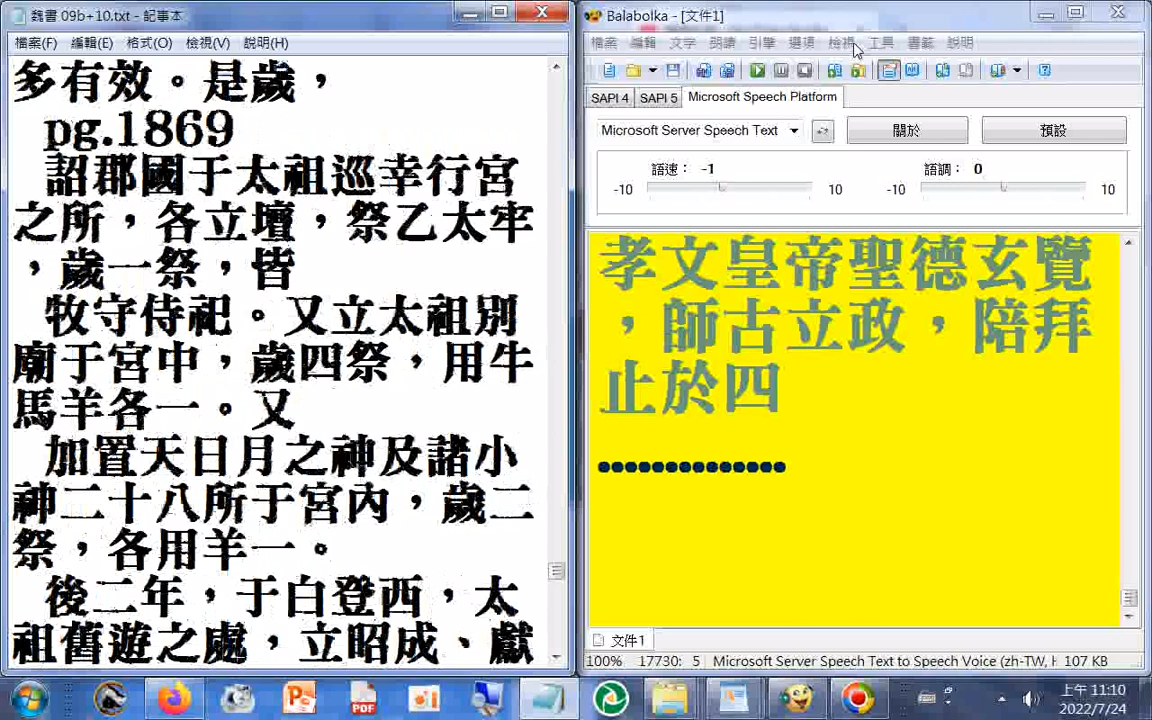 魏書 09b+10.txt - 記事本
檔案(F) 編輯(E) 格式(O) 檢視(V) 說明(H)
多有效。是歲，
pg.1869
詔郡國于太祖巡幸行宮
之所，各立壇，祭乙太牢
，歲一祭，皆
牧守侍祀。又立太祖別
廟于宮中，歲四祭，用牛
馬羊各一。又
加置天日月之神及諸小
神二十八所于宮內，歲二
祭，各用羊一。
後二年，于白登西，太
祖舊遊之處，立昭成、獻
Balabolka - [文件1]
檔案 編輯 文字 朗讀 引擎 選項 檢視 工具 書籤 說明
SAPI 4 SAPI 5 Microsoft Speech Platform
Microsoft Server Speech Text 關於 預設
語速： -1 語調： 0
-10 10 -10 10
孝文皇帝聖德玄覽
，師古立政，陪拜
止於四
●●●●●●●●●●●●●●
文件1
100% 17730: 5 Microsoft Server Speech Text to Speech Voice (zh-TW, H 107 KB
上午 11:10
2022/7/24